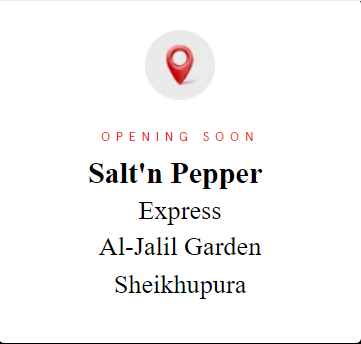 OPENING SOON
Salt'n Pepper
Express
Al-Jalil Garden
Sheikhupura